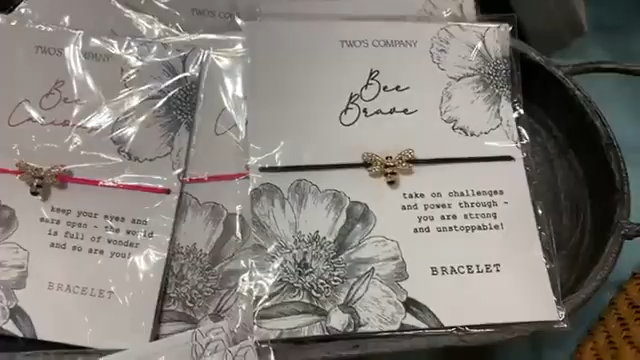 TWO'S COMPANY
Bee
keep your eyes and
ears open - the world
is full of wonder
and so are you!
BRACELET
TWO'S
TWO'S COMPANY
Bee
Brave
take on challenges
and power through -
you are strong
and unstoppable!
BRACELET